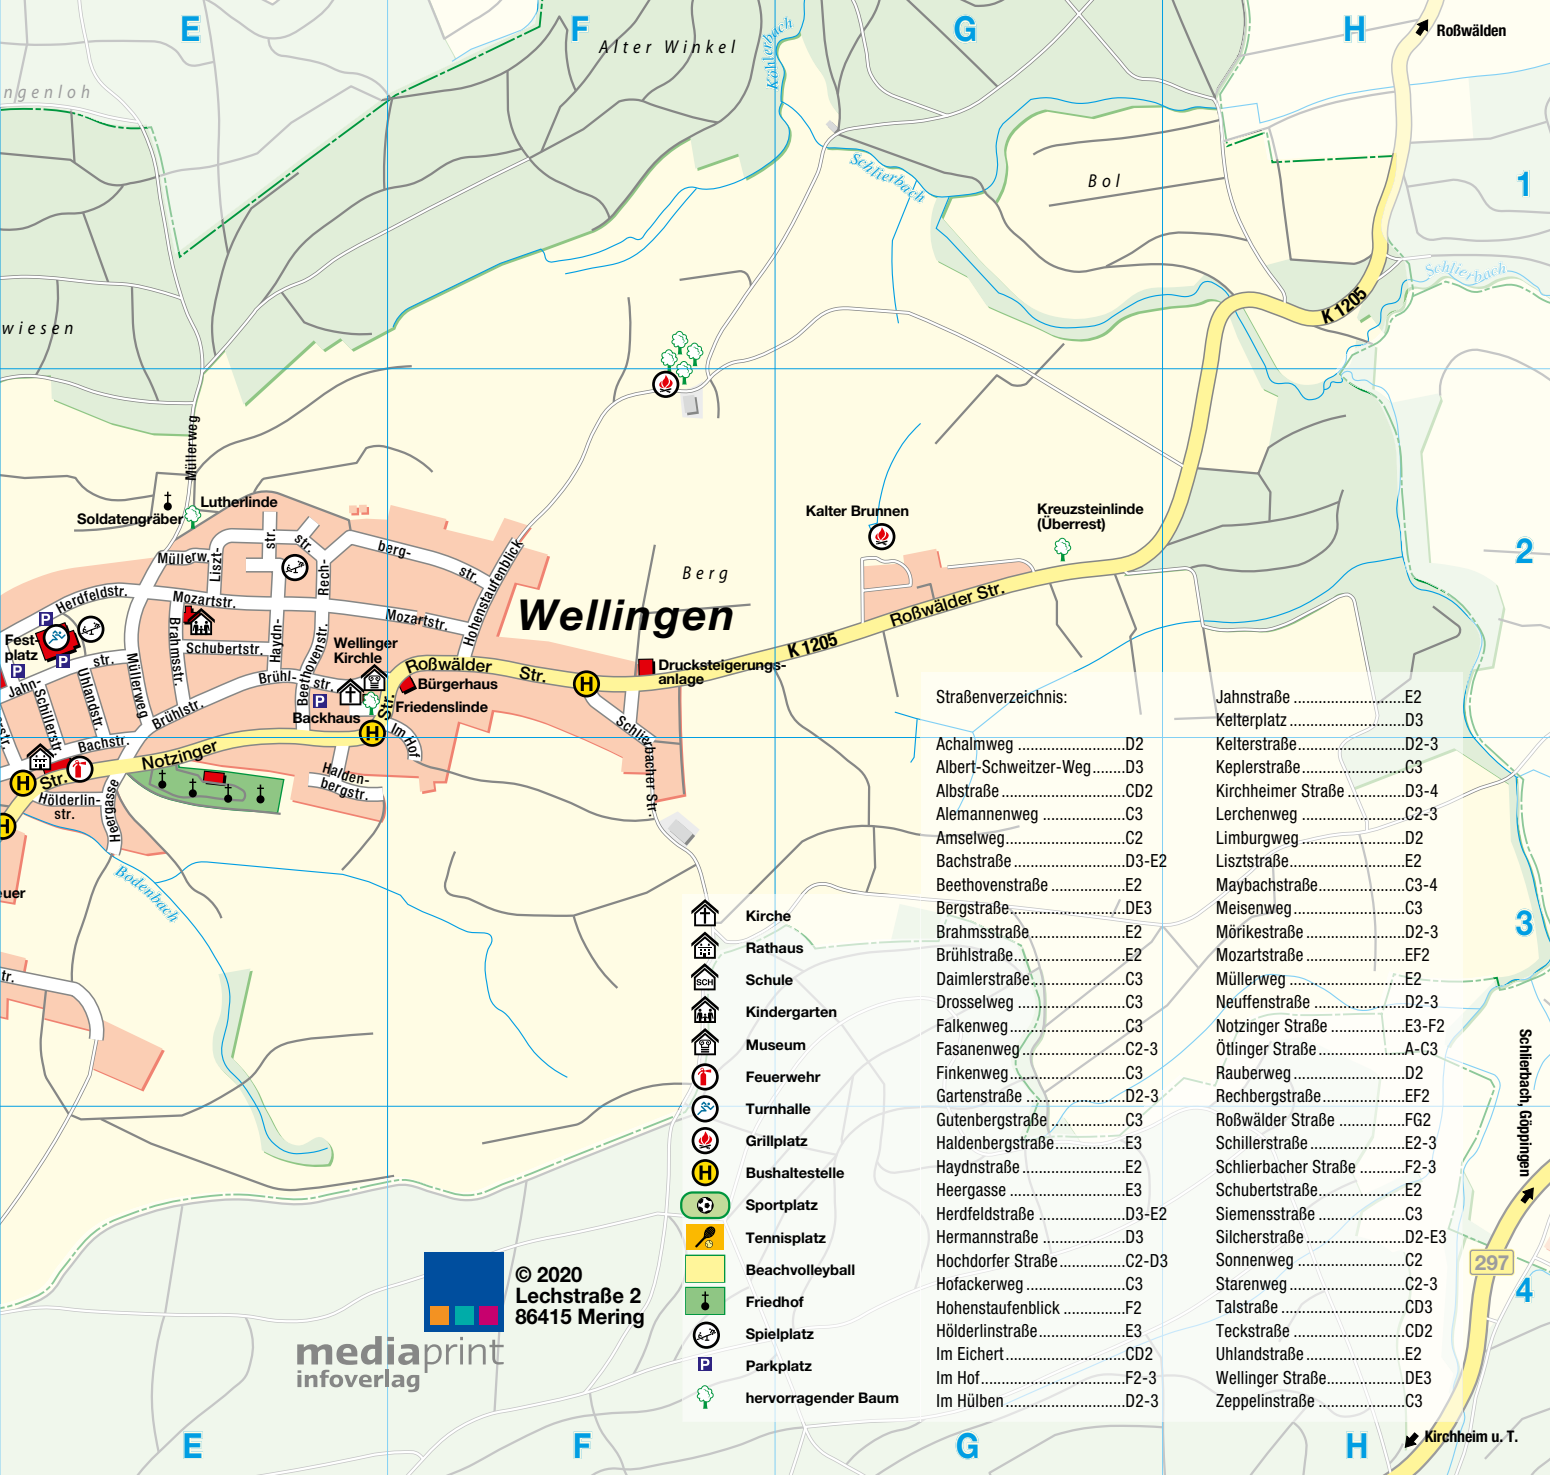 E
F
G
H
Roßwälden
Alter Winkel
Köhlerbach
ngenloh
Schlierbach
Bol
1
Schlierbach
K 1205
wiesen
Müllerweg
Lutherlinde
Soldatengräber
Kalter Brunnen
Kreuzsteinlinde
(Überrest)
2
Müllerw.
Liszt-
str.
str.
Rech-
berg-
str.
Hohenstaufenblick
Berg
Herdfeldstr.
Mozartstr.
Mozartstr.
Wellingen
Roßwälder Str.
K 1205
Fest-
platz
Brahmsstr.
Schubertstr.
Haydn-
Beethovenstr.
Wellinger
Kirchle
Roßwälder
Str.
Drucksteigerungs-
anlage
Jahn-
str.
Uhlandstr.
Müllerweg
Brühl-
str.
Bürgerhaus
Friedenslinde
Schillerstr.
Brühlstr.
Backhaus
Str.
Im Hof
Schlierbacher Str.
Bachstr.
Notzinger
Str.
Halden-
bergstr.
Hölderlin-
str.
Heergasse
H
H
H
H
P
P
P
P
rstr.
Bodenbach
euer
tr.
3
Kirche
Rathaus
SCH
Schule
Kindergarten
Museum
Feuerwehr
Turnhalle
Grillplatz
H
Bushaltestelle
Sportplatz
Tennisplatz
Beachvolleyball
Friedhof
Spielplatz
P
Parkplatz
hervorragender Baum
Straßenverzeichnis:
Achalmweg ........ D2
Albert-Schweitzer-Weg ........ D3
Albstraße ........ CD2
Alemannenweg ........ C3
Amselweg ........ C2
Bachstraße ........ D3-E2
Beethovenstraße ........ E2
Bergstraße ........ DE3
Brahmsstraße ........ E2
Brühlstraße ........ E2
Daimlerstraße ........ C3
Drosselweg ........ C3
Falkenweg ........ C3
Fasanenweg ........ C2-3
Finkenweg ........ C3
Gartenstraße ........ D2-3
Gutenbergstraße ........ C3
Haldenbergstraße ........ E3
Haydnstraße ........ E2
Heergasse ........ E3
Herdfeldstraße ........ D3-E2
Hermannstraße ........ D3
Hochdorfer Straße ........ C2-D3
Hofackerweg ........ C3
Hohenstaufenblick ........ F2
Hölderlinstraße ........ E3
Im Eichert ........ CD2
Im Hof ........ F2-3
Im Hülben ........ D2-3
Jahnstraße ........ E2
Kelterplatz ........ D3
Kelterstraße ........ D2-3
Keplerstraße ........ C3
Kirchheimer Straße ........ D3-4
Lerchenweg ........ C2-3
Limburgweg ........ D2
Lisztstraße ........ E2
Maybachstraße ........ C3-4
Meisenweg ........ C3
Mörikestraße ........ D2-3
Mozartstraße ........ EF2
Müllerweg ........ E2
Neuffenstraße ........ D2-3
Notzinger Straße ........ E3-F2
Ötlinger Straße ........ A-C3
Rauberweg ........ D2
Rechbergstraße ........ EF2
Roßwälder Straße ........ FG2
Schillerstraße ........ E2-3
Schlierbacher Straße ........ F2-3
Schubertstraße ........ E2
Siemensstraße ........ C3
Silcherstraße ........ D2-E3
Sonnenweg ........ C2
Starenweg ........ C2-3
Talstraße ........ CD3
Teckstraße ........ CD2
Uhlandstraße ........ E2
Wellinger Straße ........ DE3
Zeppelinstraße ........ C3
Schlierbach, Göppingen
297
4
© 2020
Lechstraße 2
86415 Mering
mediaprint
infoverlag
E
F
G
H
Kirchheim u. T.